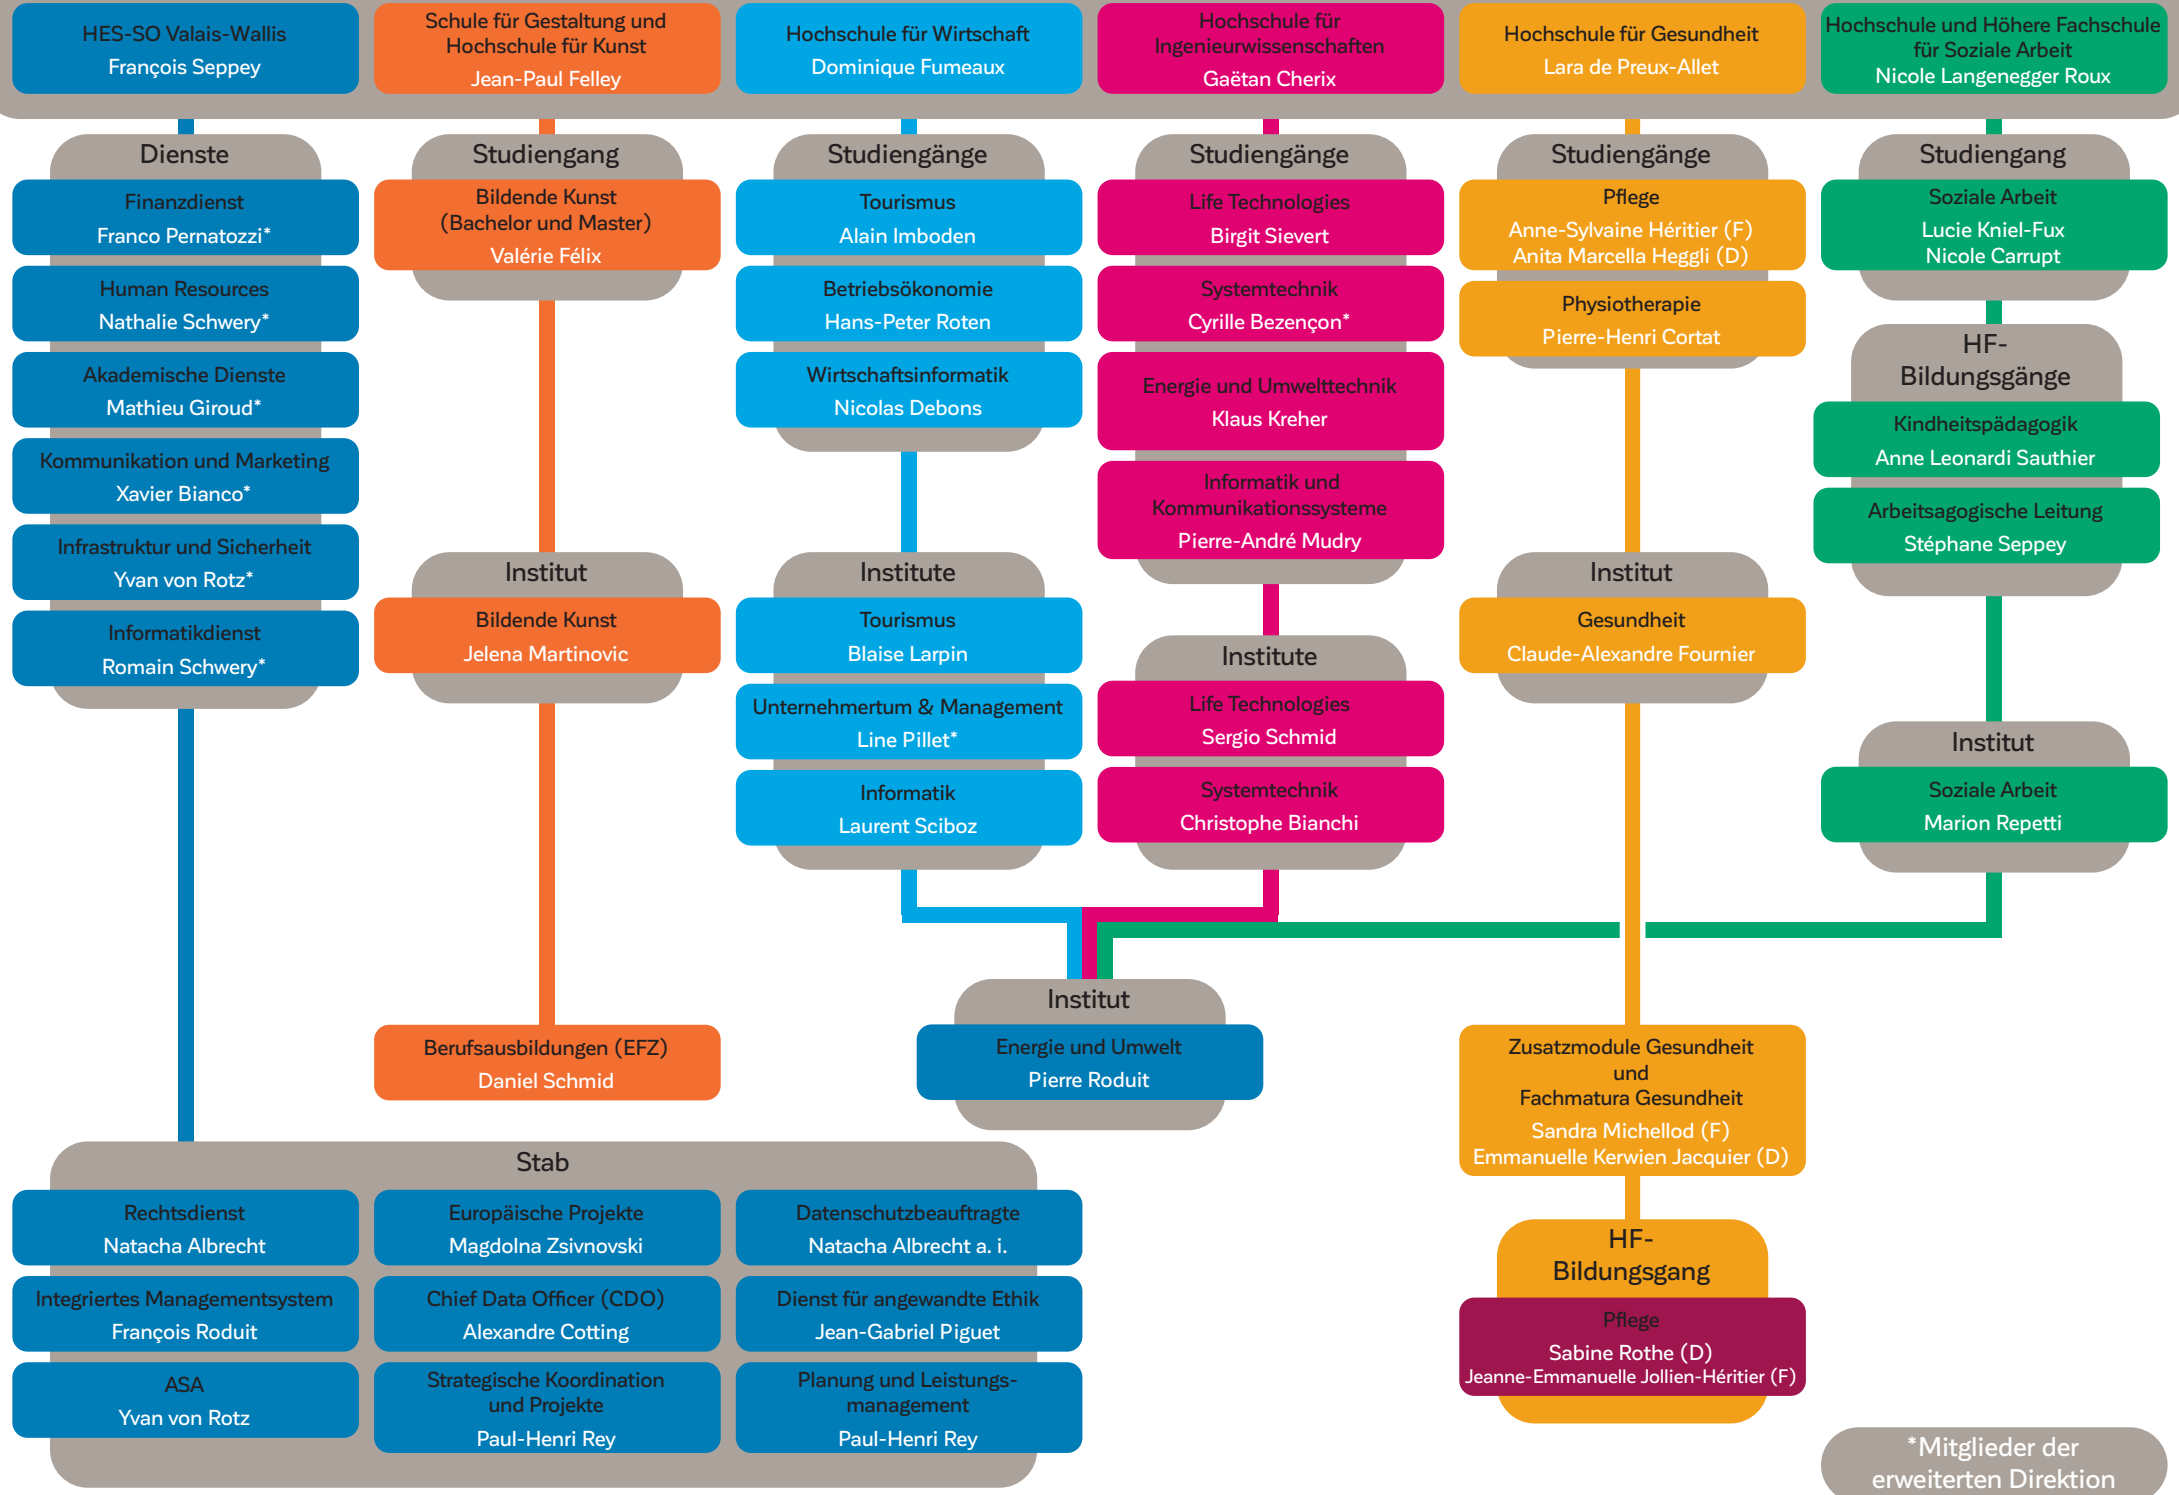 HES-SO Valais-Wallis
François Seppey
Schule für Gestaltung und
Hochschule für Kunst
Jean-Paul Felley
Hochschule für Wirtschaft
Dominique Fumeaux
Hochschule für
Ingenieurwissenschaften
Gaëtan Cherix
Hochschule für Gesundheit
Lara de Preux-Allet
Hochschule und Höhere Fachschule
für Soziale Arbeit
Nicole Langenegger Roux
Dienste
Finanzdienst
Franco Pernatozzi*
Human Resources
Nathalie Schwery*
Akademische Dienste
Mathieu Giroud*
Kommunikation und Marketing
Xavier Bianco*
Infrastruktur und Sicherheit
Yvan von Rotz*
Informatikdienst
Romain Schwery*
Studiengang
Bildende Kunst
(Bachelor und Master)
Valérie Félix
Institut
Bildende Kunst
Jelena Martinovic
Berufsausbildungen (EFZ)
Daniel Schmid
Studiengänge
Tourismus
Alain Imboden
Betriebsökonomie
Hans-Peter Roten
Wirtschaftsinformatik
Nicolas Debons
Institute
Tourismus
Blaise Larpin
Unternehmertum & Management
Line Pillet*
Informatik
Laurent Sciboz
Studiengänge
Life Technologies
Birgit Sievert
Systemtechnik
Cyrille Bezençon*
Energie und Umwelttechnik
Klaus Kreher
Informatik und
Kommunikationssysteme
Pierre-André Mudry
Institute
Life Technologies
Sergio Schmid
Systemtechnik
Christophe Bianchi
Institut
Energie und Umwelt
Pierre Roduit
Studiengänge
Pflege
Anne-Sylvaine Héritier (F)
Anita Marcella Heggli (D)
Physiotherapie
Pierre-Henri Cortat
Institut
Gesundheit
Claude-Alexandre Fournier
Zusatzmodule Gesundheit
und
Fachmatura Gesundheit
Sandra Michellod (F)
Emmanuelle Kerwien Jacquier (D)
HF-
Bildungsgang
Pflege
Sabine Rothe (D)
Jeanne-Emmanuelle Jollien-Héritier (F)
Studiengang
Soziale Arbeit
Lucie Kniel-Fux
Nicole Carrupt
HF-
Bildungsgänge
Kindheitspädagogik
Anne Leonardi Sauthier
Arbeitsagogische Leitung
Stéphane Seppey
Institut
Soziale Arbeit
Marion Repetti
Stab
Rechtsdienst
Natacha Albrecht
Europäische Projekte
Magdolna Zsivnovski
Datenschutzbeauftragte
Natacha Albrecht a. i.
Integriertes Managementsystem
François Roduit
Chief Data Officer (CDO)
Alexandre Cotting
Dienst für angewandte Ethik
Jean-Gabriel Piguet
ASA
Yvan von Rotz
Strategische Koordination
und Projekte
Paul-Henri Rey
Planung und Leistungs-
management
Paul-Henri Rey
*Mitglieder der
erweiterten Direktion